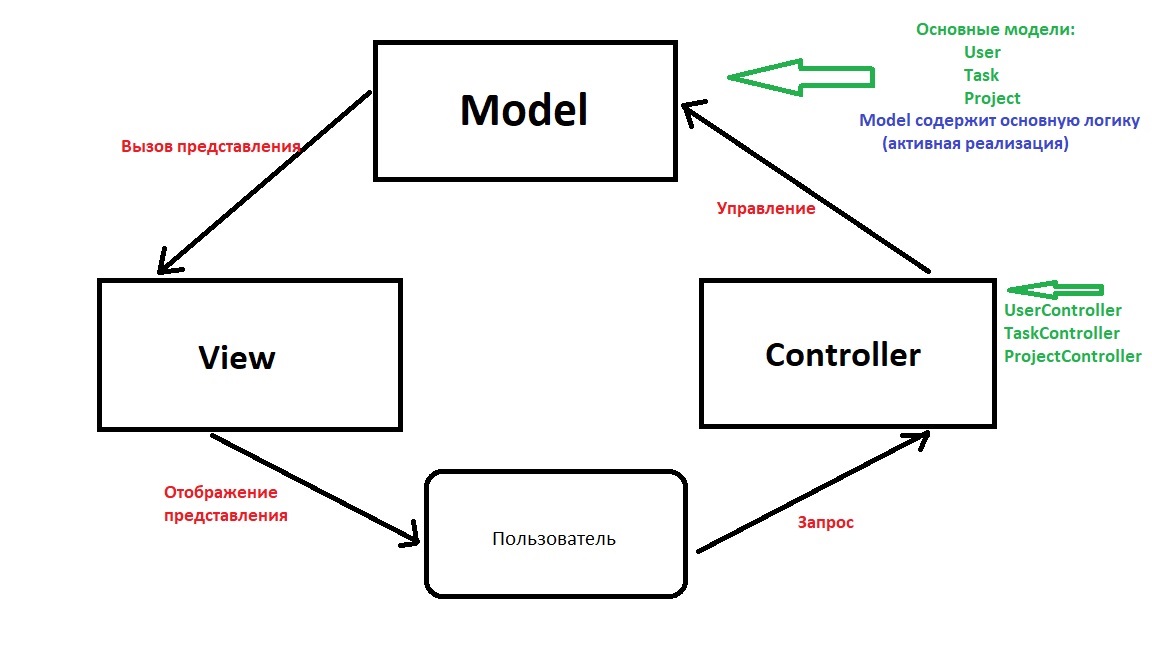 Основные модели:
User
Task
Project
Model содержит основную логику
(активная реализация)
Model
Вызов представления
Управление
View
Controller
UserController
TaskController
ProjectController
Отображение
представления
Пользователь
Запрос